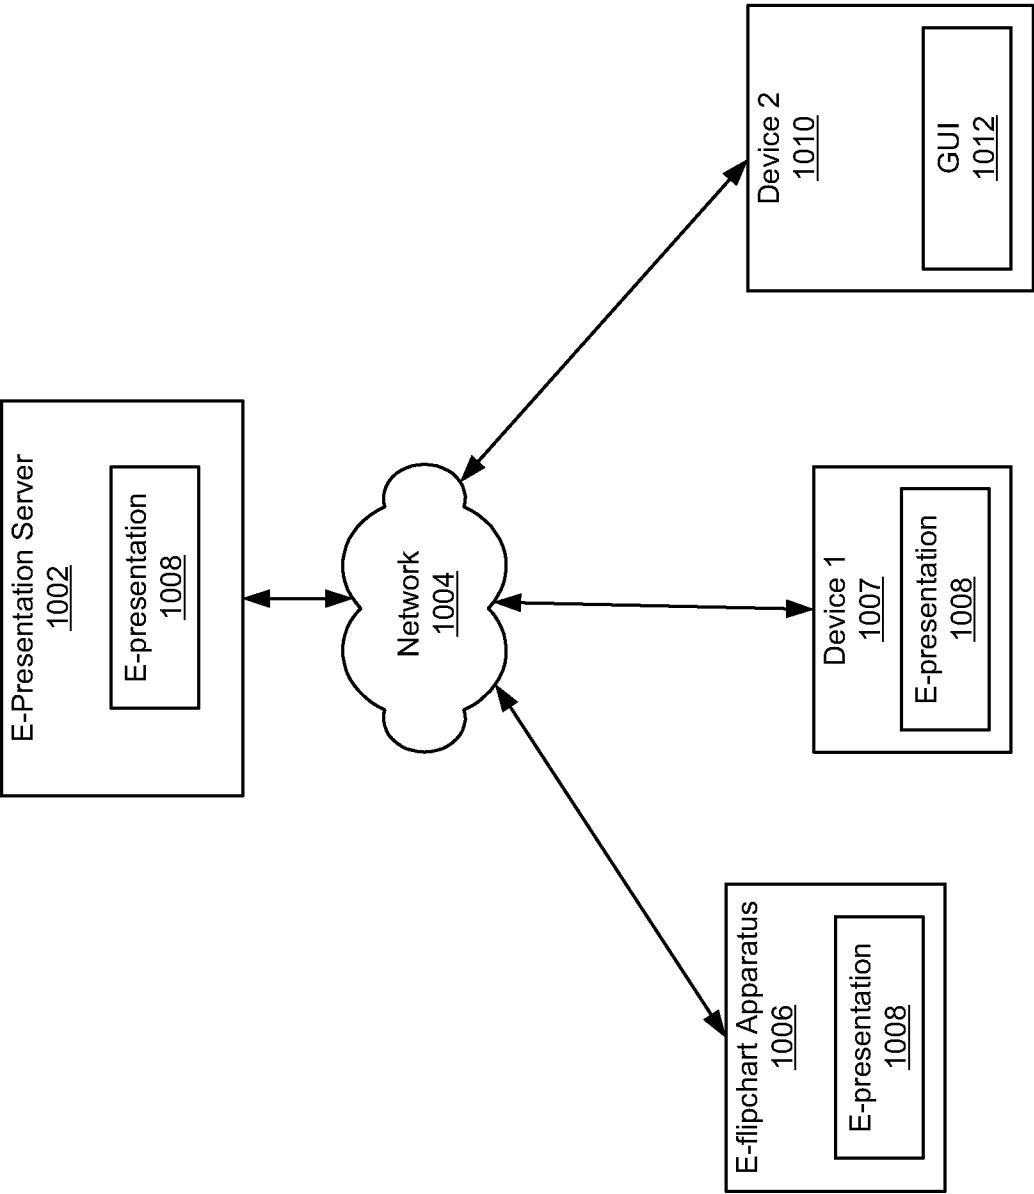 E-Presentation Server
1002
E-presentation
1008
Network
1004
E-flipchart Apparatus
1006
E-presentation
1008
Device 1
1007
E-presentation
1008
Device 2
1010
GUI
1012